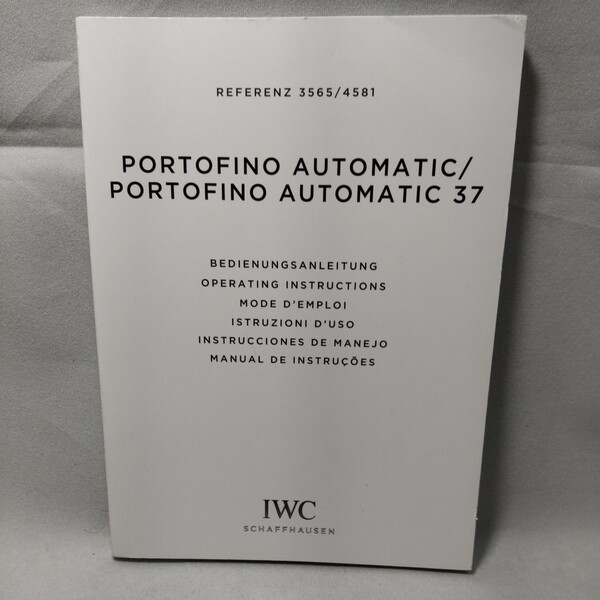 REFERENZ 3565/4581
PORTOFINO AUTOMATIC/
PORTOFINO AUTOMATIC 37
BEDIENUNGSANLEITUNG
OPERATING INSTRUCTIONS
MODE D'EMPLOI
ISTRUZIONI D'USO
INSTRUCCIONES DE MANEJO
MANUAL DE INSTRUÇÕES
IWC
SCHAFFHAUSEN